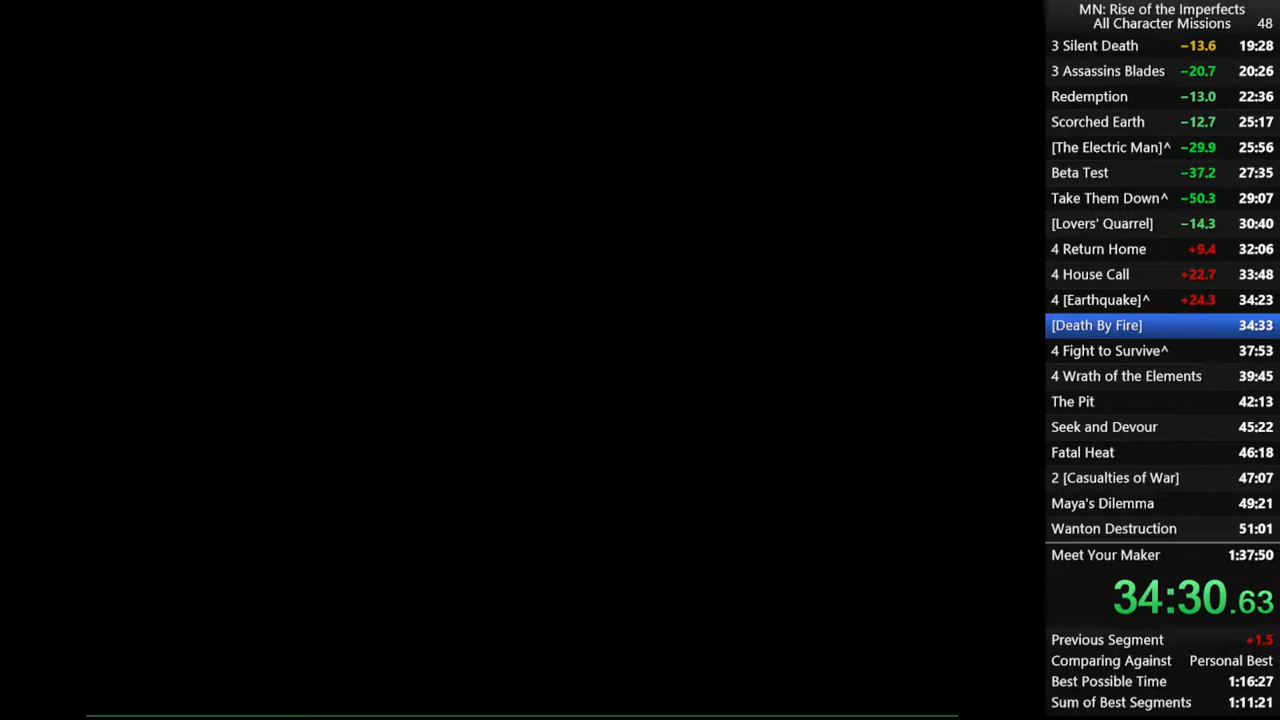 MN: Rise of the Imperfects
All Character Missions 48
3 Silent Death −13.6 19:28
3 Assassins Blades −20.7 20:26
Redemption −13.0 22:36
Scorched Earth −12.7 25:17
[The Electric Man]^ −29.9 25:56
Beta Test −37.2 27:35
Take Them Down^ −50.3 29:07
[Lovers' Quarrel] −14.3 30:40
4 Return Home +9.4 32:06
4 House Call +22.7 33:48
4 [Earthquake]^ +24.3 34:23
[Death By Fire] 34:33
4 Fight to Survive^ 37:53
4 Wrath of the Elements 39:45
The Pit 42:13
Seek and Devour 45:22
Fatal Heat 46:18
2 [Casualties of War] 47:07
Maya's Dilemma 49:21
Wanton Destruction 51:01
Meet Your Maker 1:37:50
34:30.63
Previous Segment +1.5
Comparing Against Personal Best
Best Possible Time 1:16:27
Sum of Best Segments 1:11:21